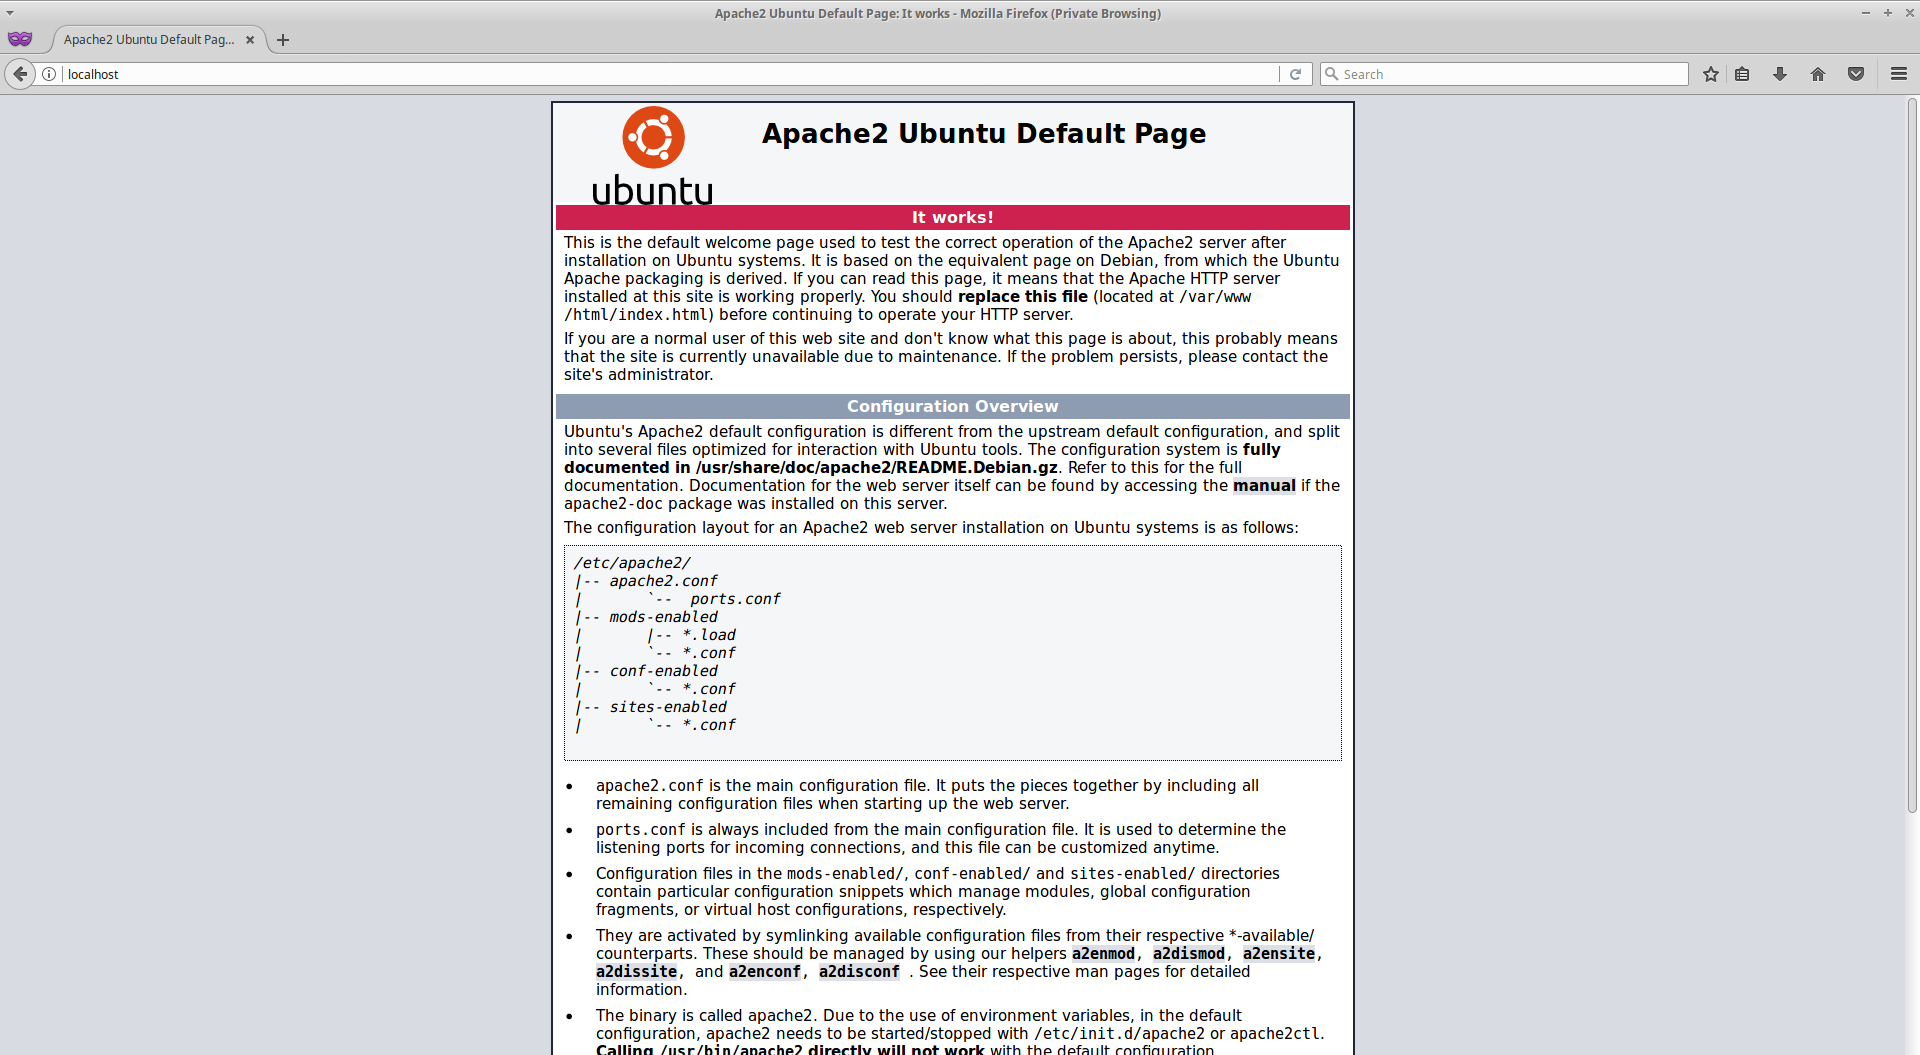 Apache2 Ubuntu Default Page: It works - Mozilla Firefox (Private Browsing)
Apache2 Ubuntu Default Pag...
localhost
Search
ubuntu
Apache2 Ubuntu Default Page
It works!
This is the default welcome page used to test the correct operation of the Apache2 server after
installation on Ubuntu systems. It is based on the equivalent page on Debian, from which the Ubuntu
Apache packaging is derived. If you can read this page, it means that the Apache HTTP server
installed at this site is working properly. You should replace this file (located at /var/www
/html/index.html) before continuing to operate your HTTP server.
If you are a normal user of this web site and don't know what this page is about, this probably means
that the site is currently unavailable due to maintenance. If the problem persists, please contact the
site's administrator.
Configuration Overview
Ubuntu's Apache2 default configuration is different from the upstream default configuration, and split
into several files optimized for interaction with Ubuntu tools. The configuration system is fully
documented in /usr/share/doc/apache2/README.Debian.gz. Refer to this for the full
documentation. Documentation for the web server itself can be found by accessing the manual if the
apache2-doc package was installed on this server.
The configuration layout for an Apache2 web server installation on Ubuntu systems is as follows:
/etc/apache2/
|-- apache2.conf
|       `--  ports.conf
|-- mods-enabled
|       |-- *.load
|       `-- *.conf
|-- conf-enabled
|       `-- *.conf
|-- sites-enabled
|       `-- *.conf
• apache2.conf is the main configuration file. It puts the pieces together by including all
remaining configuration files when starting up the web server.
• ports.conf is always included from the main configuration file. It is used to determine the
listening ports for incoming connections, and this file can be customized anytime.
• Configuration files in the mods-enabled/, conf-enabled/ and sites-enabled/ directories
contain particular configuration snippets which manage modules, global configuration
fragments, or virtual host configurations, respectively.
• They are activated by symlinking available configuration files from their respective *-available/
counterparts. These should be managed by using our helpers a2enmod, a2dismod, a2ensite,
a2dissite, and a2enconf, a2disconf . See their respective man pages for detailed
information.
• The binary is called apache2. Due to the use of environment variables, in the default
configuration, apache2 needs to be started/stopped with /etc/init.d/apache2 or apache2ctl.
Calling /usr/bin/apache2 directly will not work with the default configuration.